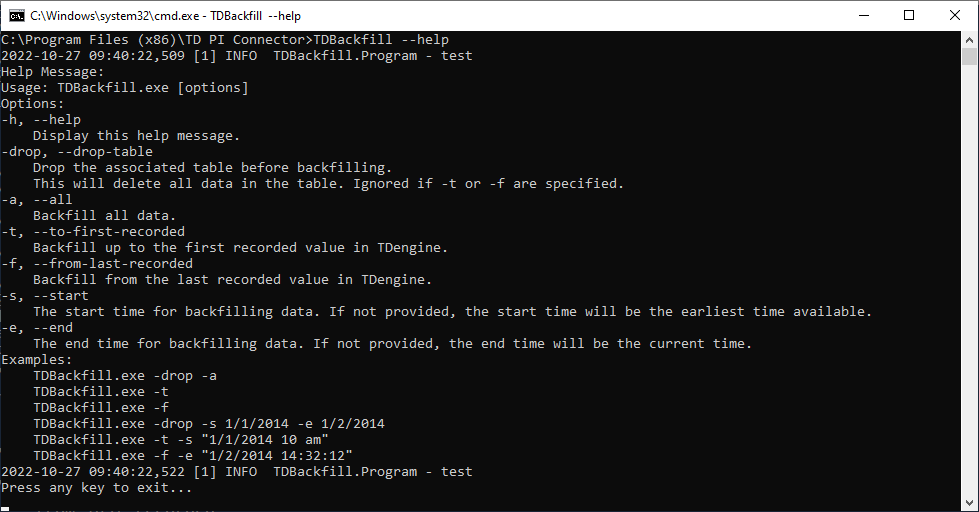 C:\Windows\system32\cmd.exe - TDBackfill --help
C:\Program Files (x86)\TD PI Connector>TDBackfill --help
2022-10-27 09:40:22,509 [1] INFO  TDBackfill.Program - test
Help Message:
Usage: TDBackfill.exe [options]
Options:
-h, --help
    Display this help message.
-drop, --drop-table
    Drop the associated table before backfilling.
    This will delete all data in the table. Ignored if -t or -f are specified.
-a, --all
    Backfill all data.
-t, --to-first-recorded
    Backfill up to the first recorded value in TDengine.
-f, --from-last-recorded
    Backfill from the last recorded value in TDengine.
-s, --start
    The start time for backfilling data. If not provided, the start time will be the earliest time available.
-e, --end
    The end time for backfilling data. If not provided, the end time will be the current time.
Examples:
    TDBackfill.exe -drop -a
    TDBackfill.exe -t
    TDBackfill.exe -f
    TDBackfill.exe -drop -s 1/1/2014 -e 1/2/2014
    TDBackfill.exe -t -s "1/1/2014 10 am"
    TDBackfill.exe -f -e "1/2/2014 14:32:12"
2022-10-27 09:40:22,522 [1] INFO  TDBackfill.Program - test
Press any key to exit...